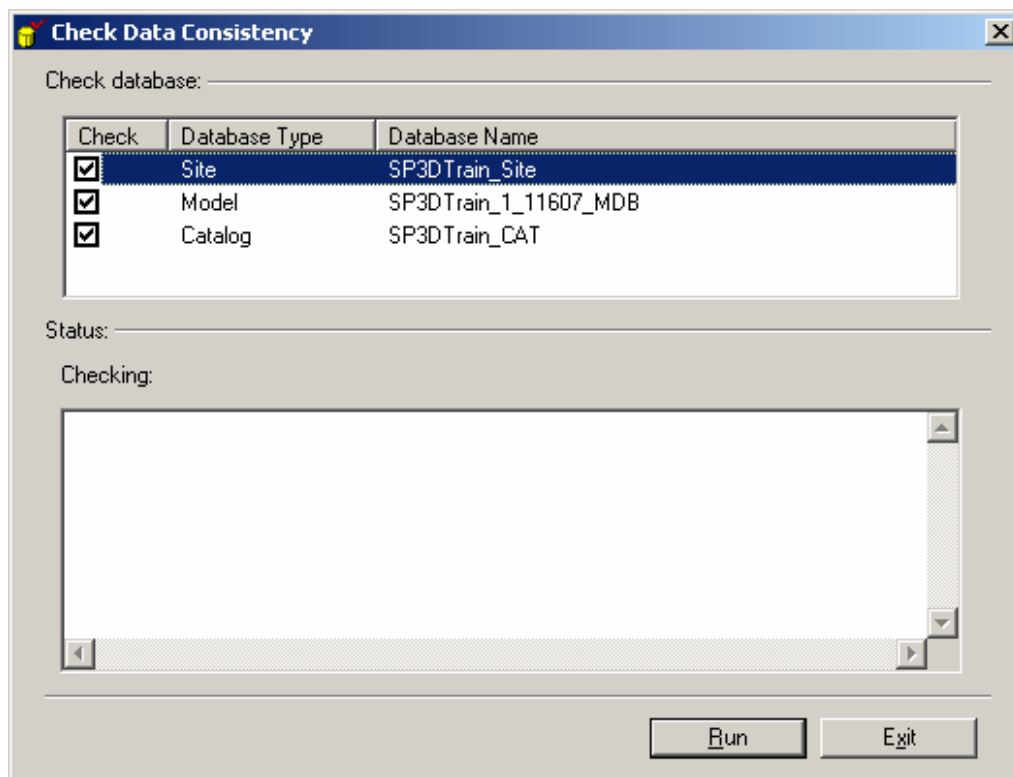 Check Data Consistency
Check database:
Check Database Type Database Name
Site SP3DTrain_Site
Model SP3DTrain_1_11607_MDB
Catalog SP3DTrain_CAT
Status:
Checking:
Run Exit